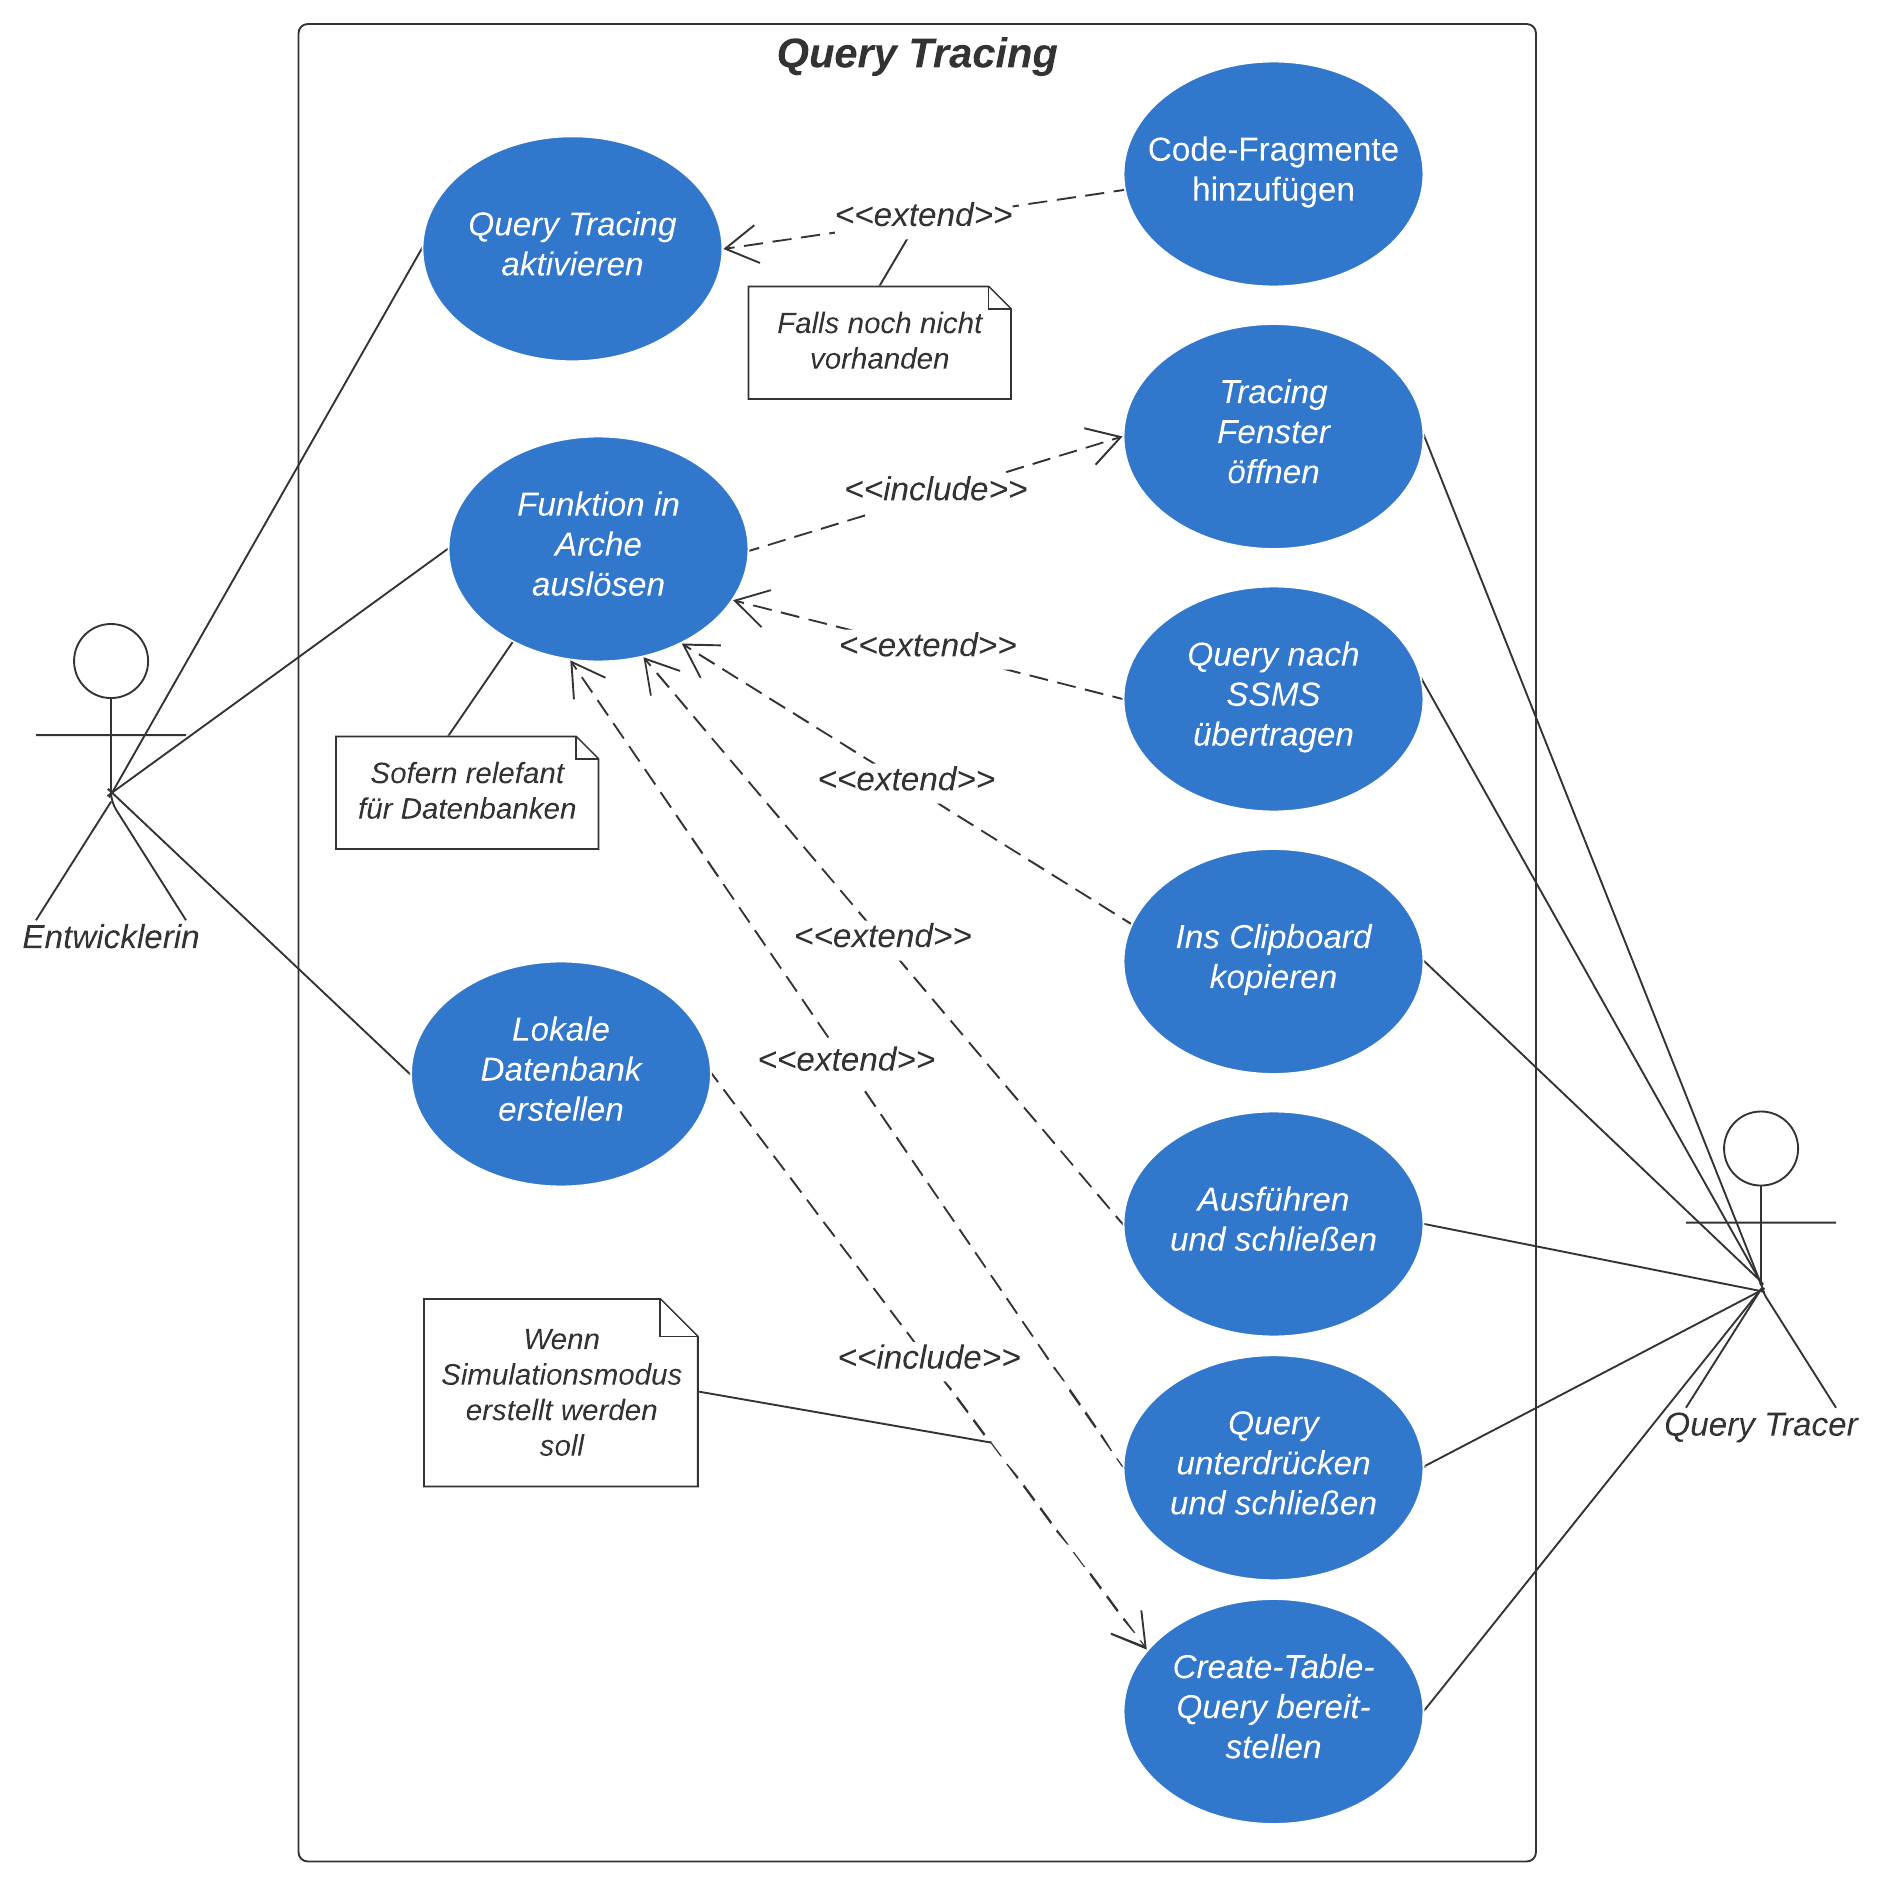 Query Tracing
Code-Fragmente
hinzufügen
Query Tracing
aktivieren
<<extend>>
Falls noch nicht
vorhanden
Tracing
Fenster
öffnen
<<include>>
Funktion in
Arche
auslösen
<<extend>>
Query nach
SSMS
übertragen
Sofern relefant
für Datenbanken
<<extend>>
Entwicklerin
<<extend>>
Ins Clipboard
kopieren
Lokale
Datenbank
erstellen
<<extend>>
Ausführen
und schließen
Wenn
Simulationsmodus
erstellt werden
soll
<<include>>
Query
unterdrücken
und schließen
Query Tracer
Create-Table-
Query bereit-
stellen